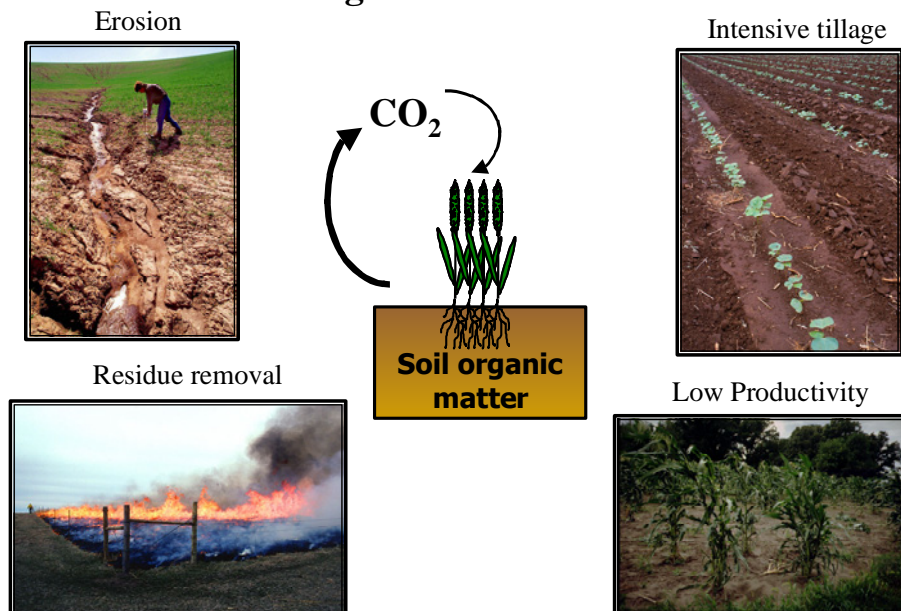 Erosion
Intensive tillage
CO₂
Soil organic
matter
Residue removal
Low Productivity